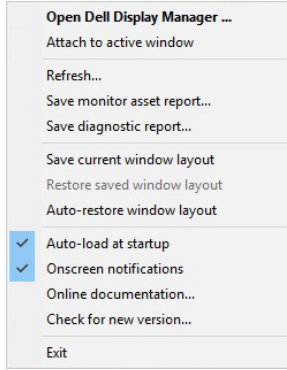 Open Dell Display Manager ...
Attach to active window
Refresh...
Save monitor asset report...
Save diagnostic report...
Save current window layout
Restore saved window layout
Auto-restore window layout
Auto-load at startup
Onscreen notifications
Online documentation...
Check for new version...
Exit